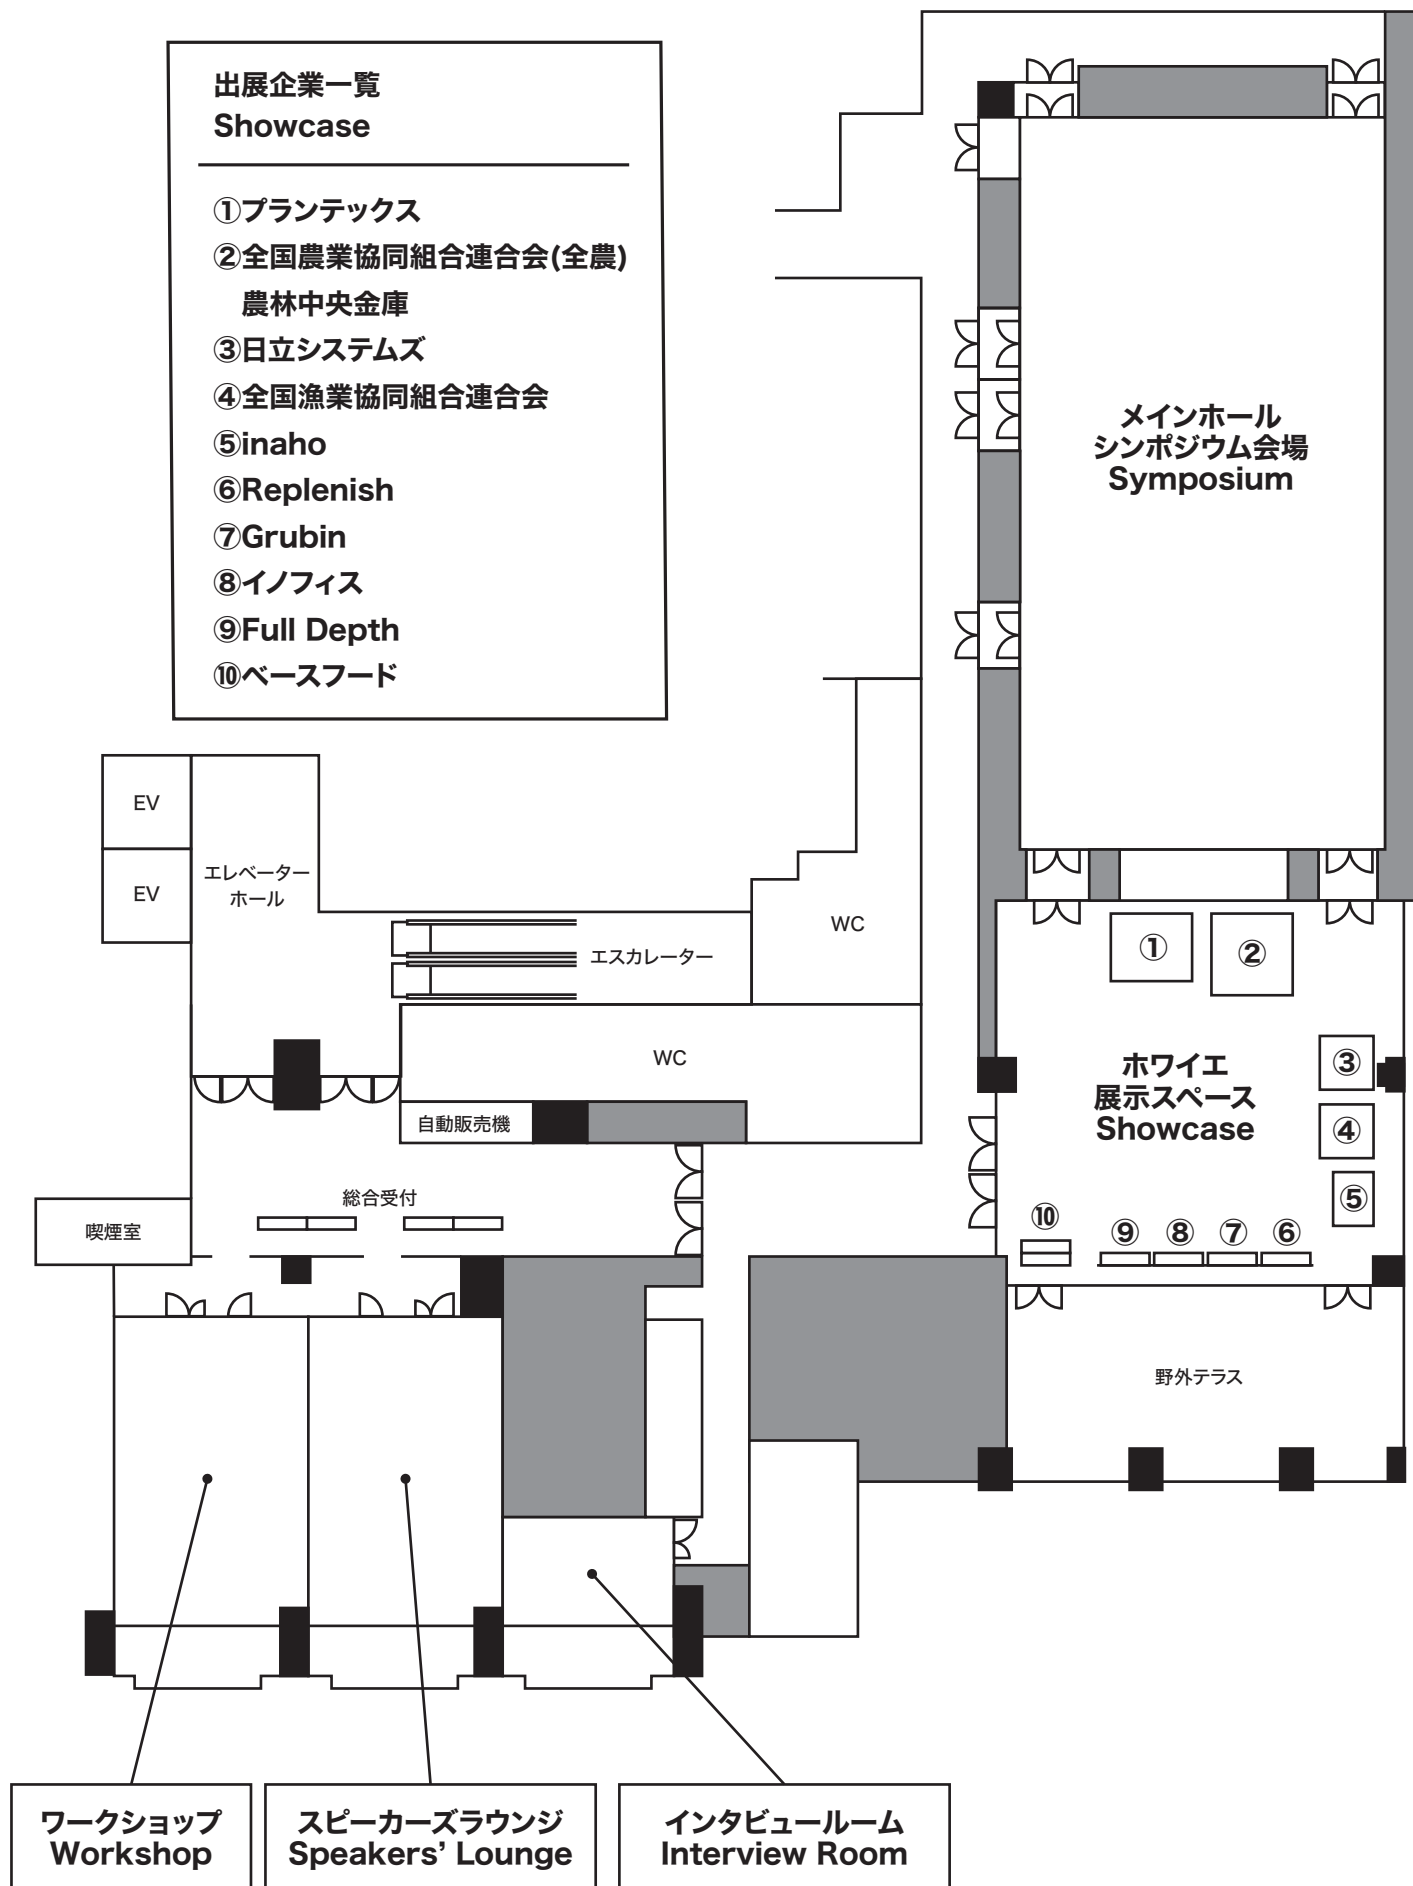 出展企業一覧
Showcase
①プランテックス
②全国農業協同組合連合会(全農)
農林中央金庫
③日立システムズ
④全国漁業協同組合連合会
⑤inaho
⑥Replenish
⑦Grubin
⑧イノフィス
⑨Full Depth
⑩ベースフード
メインホール
シンポジウム会場
Symposium
EV
EV
エレベーター
ホール
エスカレーター
WC
WC
自動販売機
総合受付
喫煙室
①
②
③
④
⑤
ホワイエ
展示スペース
Showcase
⑩
⑨
⑧
⑦
⑥
野外テラス
ワークショップ
Workshop
スピーカーズラウンジ
Speakers’ Lounge
インタビュールーム
Interview Room